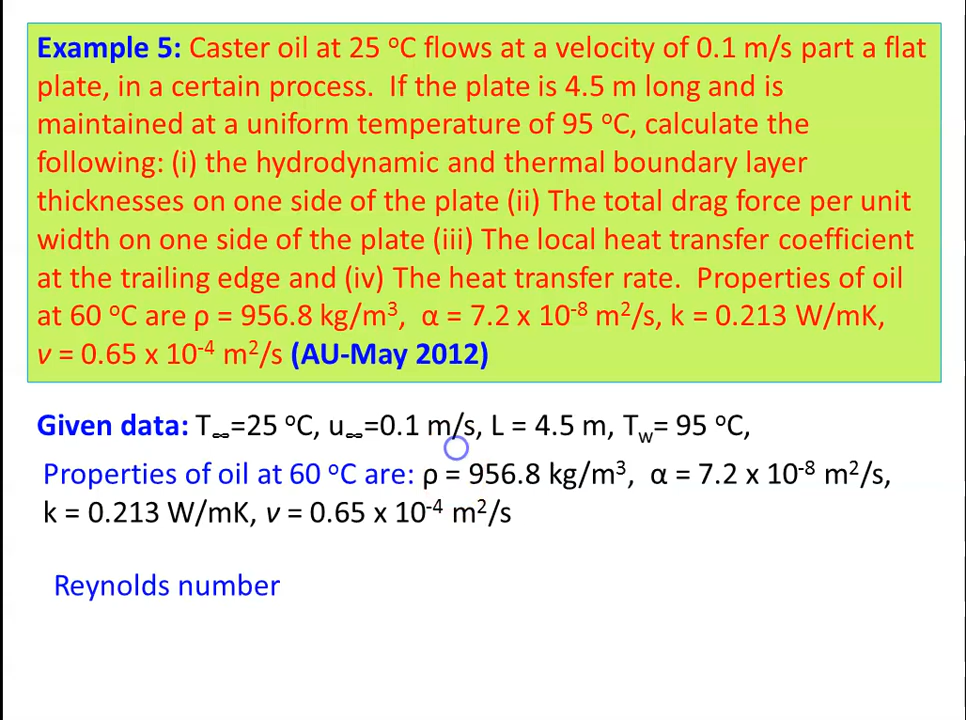 Example 5: Caster oil at 25 ºC flows at a velocity of 0.1 m/s part a flat
plate, in a certain process. If the plate is 4.5 m long and is
maintained at a uniform temperature of 95 ºC, calculate the
following: (i) the hydrodynamic and thermal boundary layer
thicknesses on one side of the plate (ii) The total drag force per unit
width on one side of the plate (iii) The local heat transfer coefficient
at the trailing edge and (iv) The heat transfer rate. Properties of oil
at 60 ºC are ρ = 956.8 kg/m³, α = 7.2 x 10⁻⁸ m²/s, k = 0.213 W/mK,
ν = 0.65 x 10⁻⁴ m²/s (AU-May 2012)
Given data: T∞=25 ºC, u∞=0.1 m/s, L = 4.5 m, Tw= 95 ºC,
Properties of oil at 60 ºC are: ρ = 956.8 kg/m³, α = 7.2 x 10⁻⁸ m²/s,
k = 0.213 W/mK, ν = 0.65 x 10⁻⁴ m²/s
Reynolds number